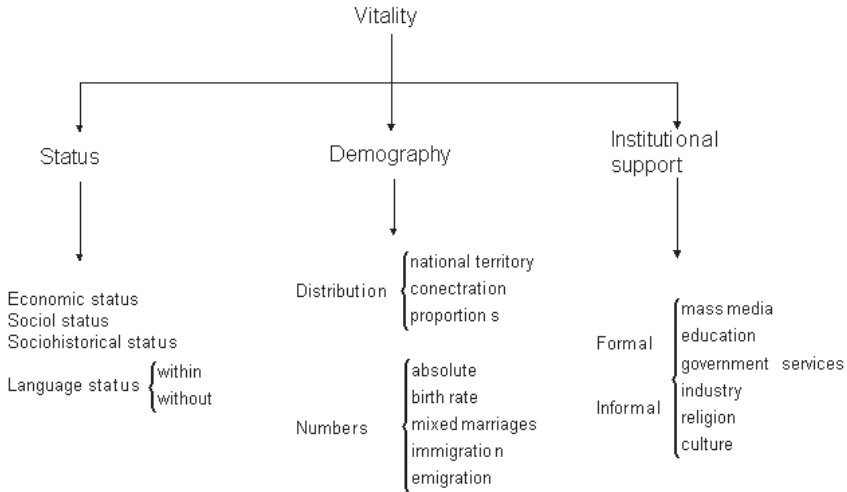 Vitality
Status
Demography
Institutional
support
Economic status
Sociol status
Sociohistorical status
Language status
within
without
Distribution
national territory
conectration
proportion s
Numbers
absolute
birth rate
mixed marriages
immigration
emigration
Formal
Informal
mass media
education
government services
industry
religion
culture